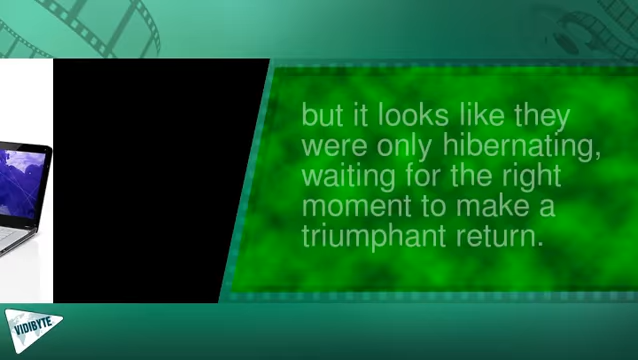 but it looks like they
were only hibernating,
waiting for the right
moment to make a
triumphant return.
VIDIBYTE